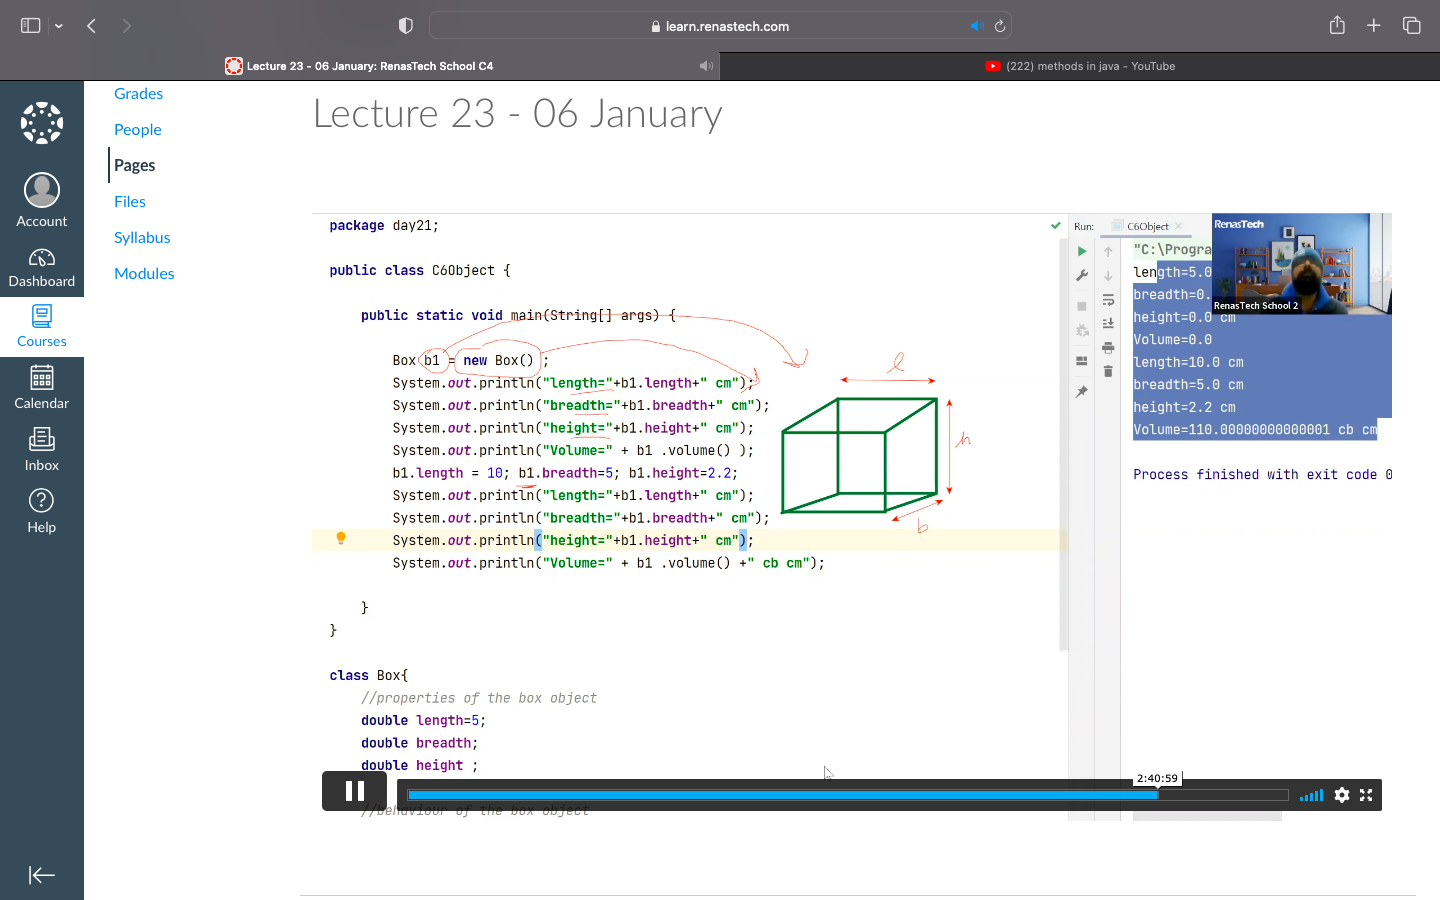 learn.renastech.com
Lecture 23 - 06 January: RenasTech School C4
(222) methods in java - YouTube
Account
Dashboard
Courses
Calendar
Inbox
Help
Grades
People
Pages
Files
Syllabus
Modules
Lecture 23 - 06 January
package day21;
public class C6Object {
public static void main(String[] args) {
Box b1 = new Box() ;
System.out.println("length="+b1.length+" cm");
System.out.println("breadth="+b1.breadth+" cm");
System.out.println("height="+b1.height+" cm");
System.out.println("Volume=" + b1 .volume() );
b1.length = 10; b1.breadth=5; b1.height=2.2;
System.out.println("length="+b1.length+" cm");
System.out.println("breadth="+b1.breadth+" cm");
System.out.println("height="+b1.height+" cm");
System.out.println("Volume=" + b1 .volume() +" cb cm");
}
}
class Box{
//properties of the box object
double length=5;
double breadth;
double height ;
//behaviour of the box object
l
h
b
Run: C6Object
"C:\Progra
length=5.0
breadth=0.
height=0.0 cm
Volume=0.0
length=10.0 cm
breadth=5.0 cm
height=2.2 cm
Volume=110.00000000000001 cb cm
Process finished with exit code 0
RenasTech
RenasTech School 2
2:40:59